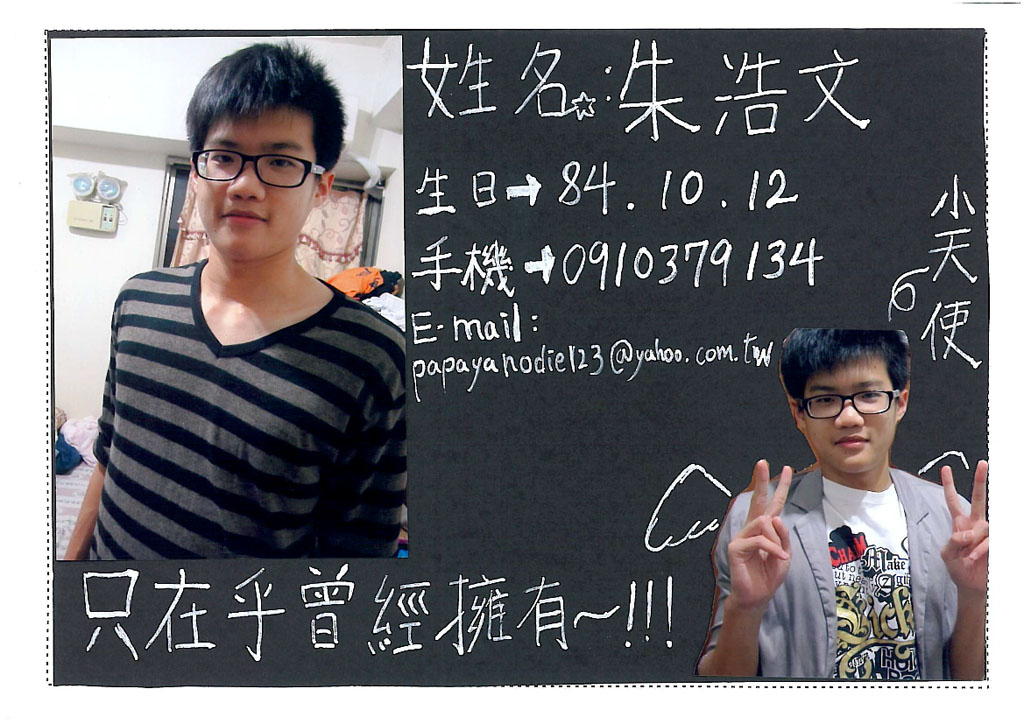 姓名☆:朱浩文
生日➡84.10.12
手機➡0910379134
E-mail:
papayanodie123@yahoo.com.tw
小天使
只在乎曾經擁有~!!!
Make